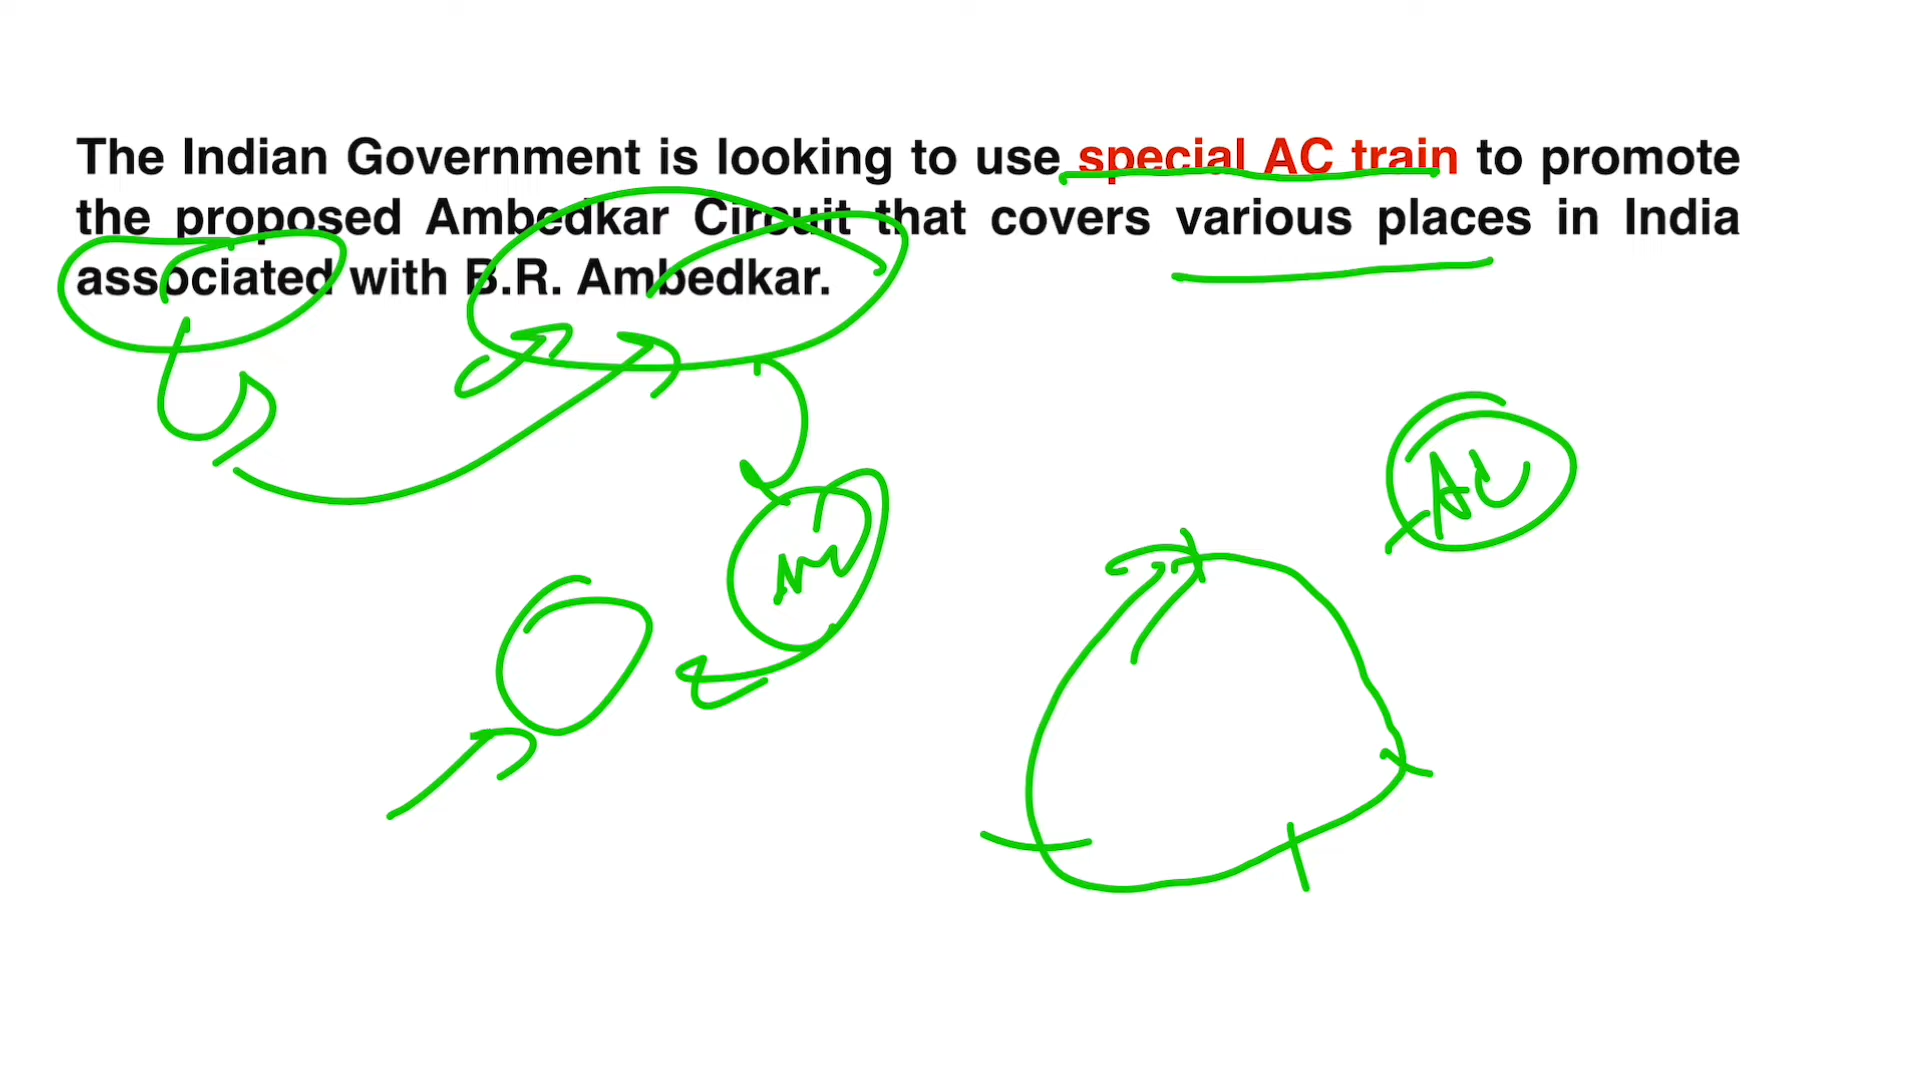 The Indian Government is looking to use special AC train to promote
the proposed Ambedkar Circuit that covers various places in India
associated with B.R. Ambedkar.
AC